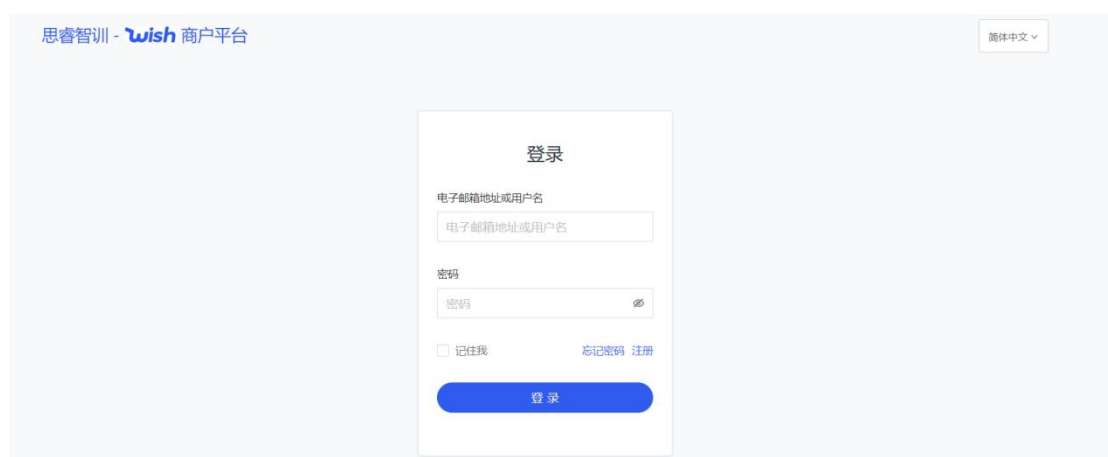 思睿智训 - wish 商户平台
简体中文
登录
电子邮箱地址或用户名
电子邮箱地址或用户名
密码
密码
记住我 忘记密码 注册
登 录